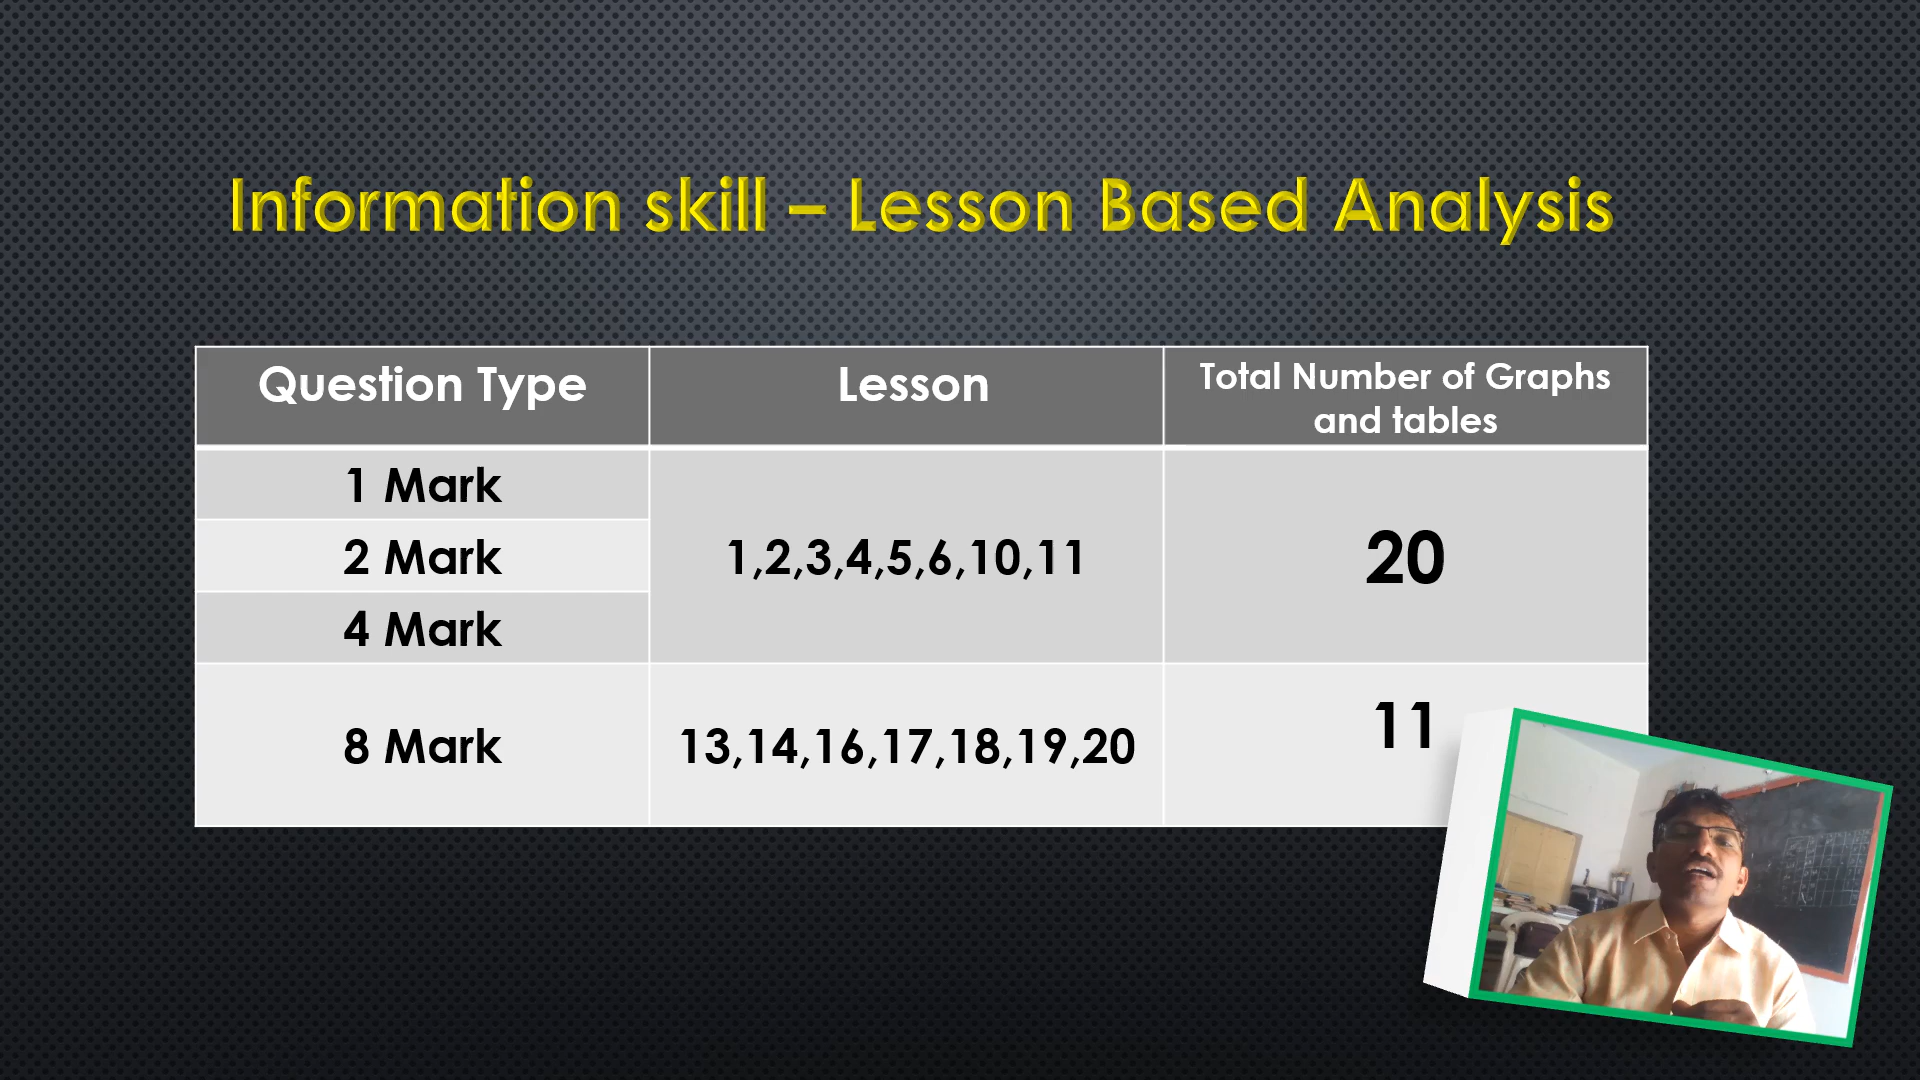 Information skill – Lesson Based Analysis
Question Type
Lesson
Total Number of Graphs
and tables
1 Mark
2 Mark
4 Mark
1,2,3,4,5,6,10,11
20
8 Mark
13,14,16,17,18,19,20
11